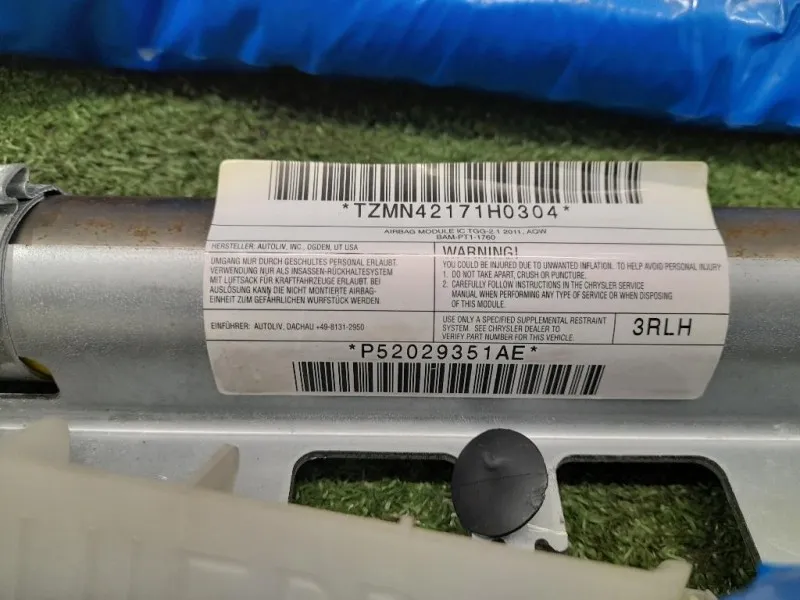 *TZMN42171H0304*
AIRBAG MODULE IC TGG-2.1 2011, AGW
BAM-PT1-1760
HERSTELLER: AUTOLIV, INC., OGDEN, UT USA
UMGANG NUR DURCH GESCHULTES PERSONAL ERLAUBT.
VERWENDUNG NUR ALS INSASSEN-RÜCKHALTESYSTEM
MIT LUFTSACK FÜR KRAFTFAHRZEUGE ERLAUBT. BEI
AUSLÖSUNG KANN DIE NICHT MONTIERTE AIRBAG-
EINHEIT ZUM GEFÄHRLICHEN WURFSTÜCK WERDEN.
EINFÜHRER: AUTOLIV, DACHAU +49-8131-2950
WARNING!
YOU COULD BE INJURED DUE TO UNWANTED INFLATION. TO HELP AVOID PERSONAL INJURY
1. DO NOT TAKE APART, CRUSH OR PUNCTURE.
2. CAREFULLY FOLLOW INSTRUCTIONS IN THE CHRYSLER SERVICE
MANUAL WHEN PERFORMING ANY TYPE OF SERVICE OR WHEN DISPOSING
OF THIS MODULE.
USE ONLY A SPECIFIED SUPPLEMENTAL RESTRAINT
SYSTEM. SEE CHRYSLER DEALER TO
VERIFY PART NUMBER FOR THIS VEHICLE.
3RLH
*P52029351AE*